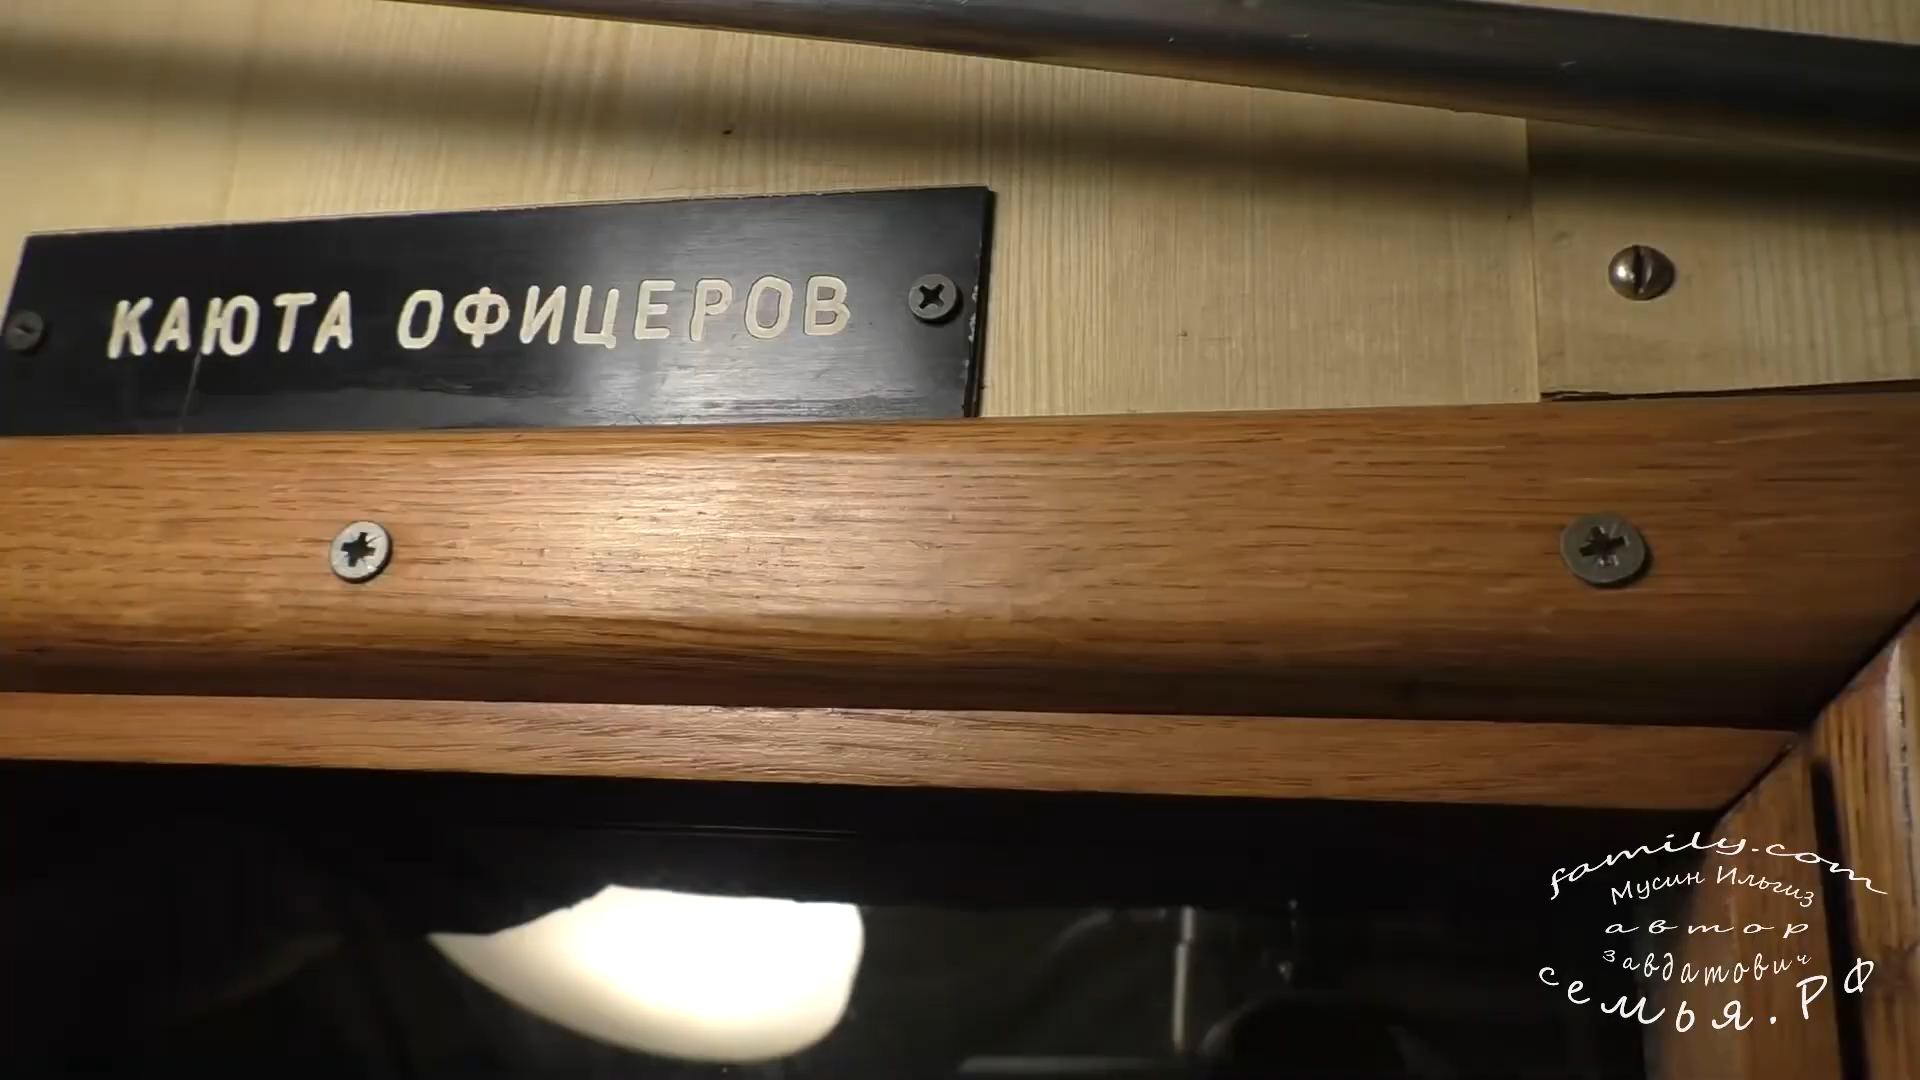 КАЮТА ОФИЦЕРОВ
family.com
Мусин Ильгиз
автор
Завдатович
семья.РФ